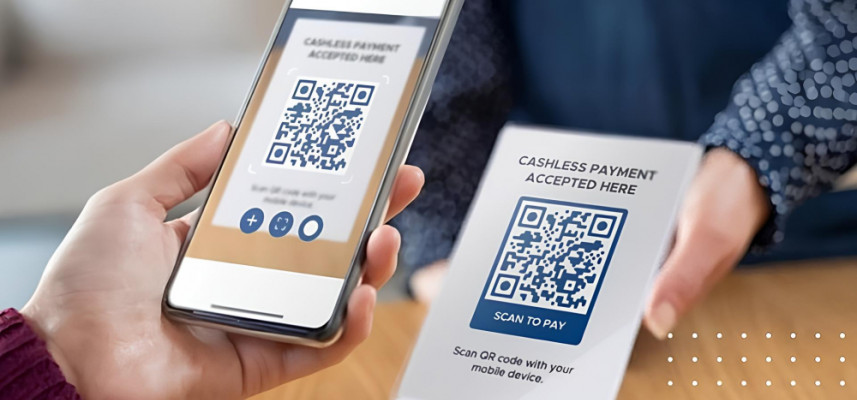 CASHLESS PAYMENT
ACCEPTED HERE
Scan QR code with your
mobile device.
CASHLESS PAYMENT
ACCEPTED HERE
SCAN TO PAY
Scan QR code with your
mobile device.